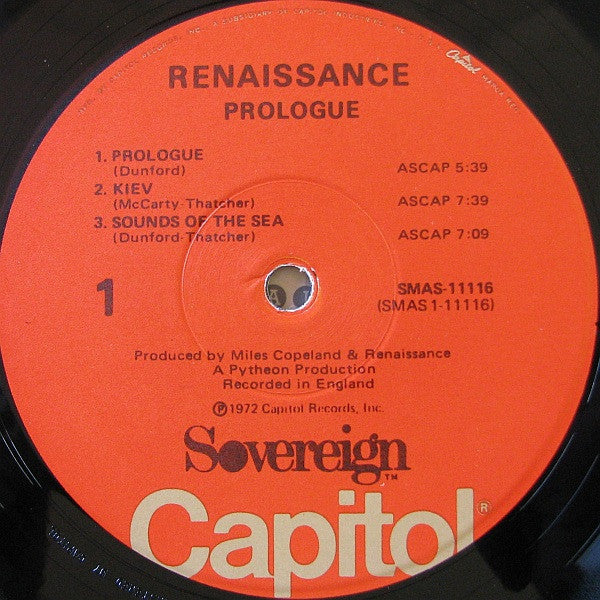 RENAISSANCE
PROLOGUE
1. PROLOGUE
(Dunford) ASCAP 5:39
2. KIEV
(McCarty-Thatcher) ASCAP 7:39
3. SOUNDS OF THE SEA
(Dunford-Thatcher) ASCAP 7:09
1 SMAS-11116
(SMAS 1-11116)
Produced by Miles Copeland & Renaissance
A Pytheon Production
Recorded in England
℗1972 Capitol Records, Inc.
Sovereign™
Capitol®